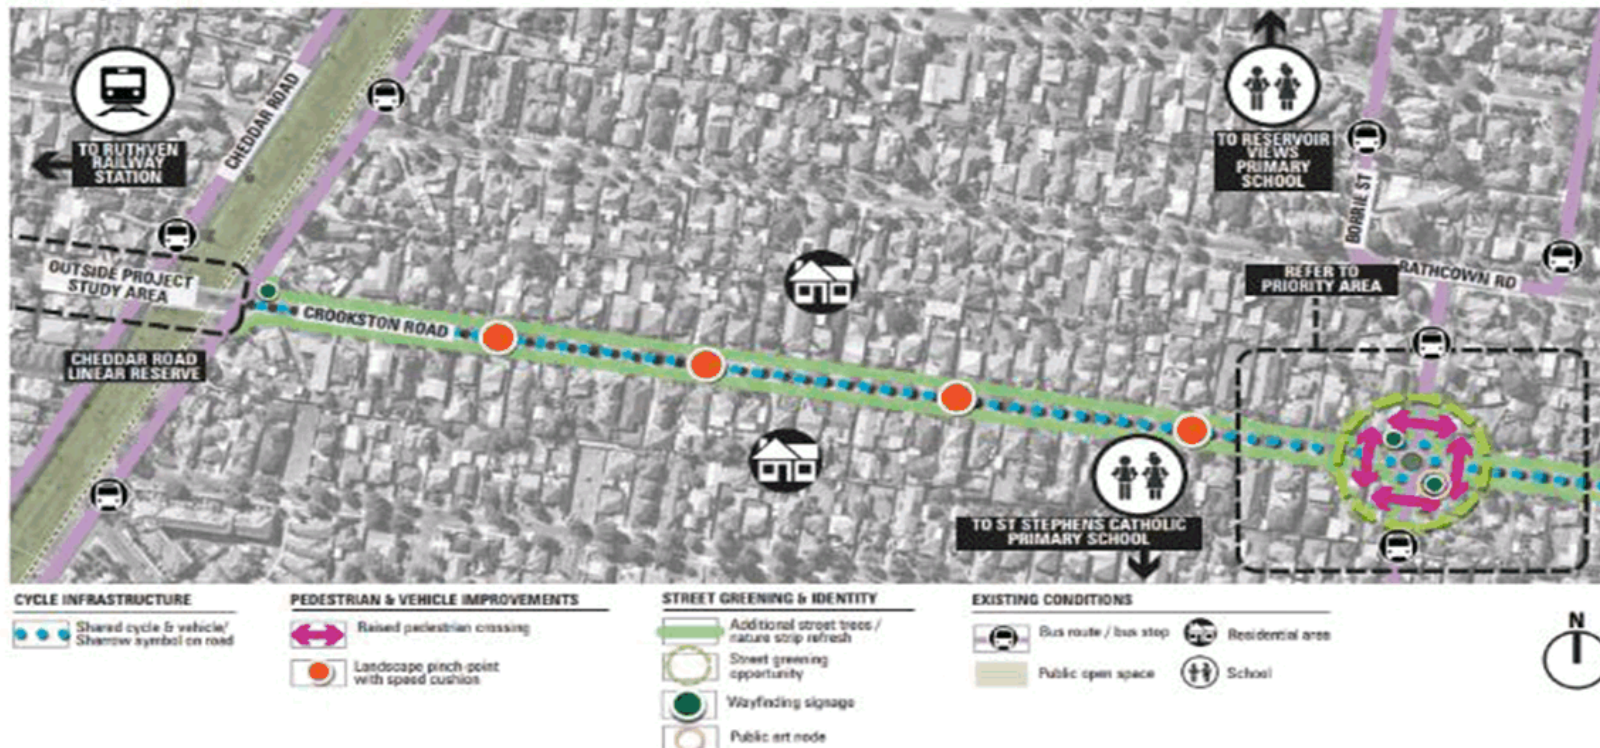 CHEDDAR ROAD
TO RUTHVEN
RAILWAY
STATION
TO RESERVOIR
VIEWS
PRIMARY
SCHOOL
BORRIE ST
OUTSIDE PROJECT
STUDY AREA
REFER TO
PRIORITY AREA
RATHCOWN RD
CROOKSTON ROAD
CHEDDAR ROAD
LINEAR RESERVE
TO ST STEPHENS CATHOLIC
PRIMARY SCHOOL
CYCLE INFRASTRUCTURE
Shared cycle & vehicle/
Sharrow symbol on road
PEDESTRIAN & VEHICLE IMPROVEMENTS
Raised pedestrian crossing
Landscape pinch-point
with speed cushion
STREET GREENING & IDENTITY
Additional street trees /
nature strip refresh
Street greening
opportunity
Wayfinding signage
Public art node
EXISTING CONDITIONS
Bus route / bus stop
Residential area
Public open space
School
N